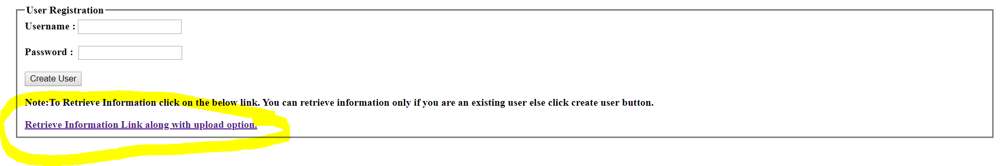 User Registration
Username :
Password :
Create User
Note:To Retrieve Information click on the below link. You can retrieve information only if you are an existing user else click create user button.
Retrieve Information Link along with upload option.